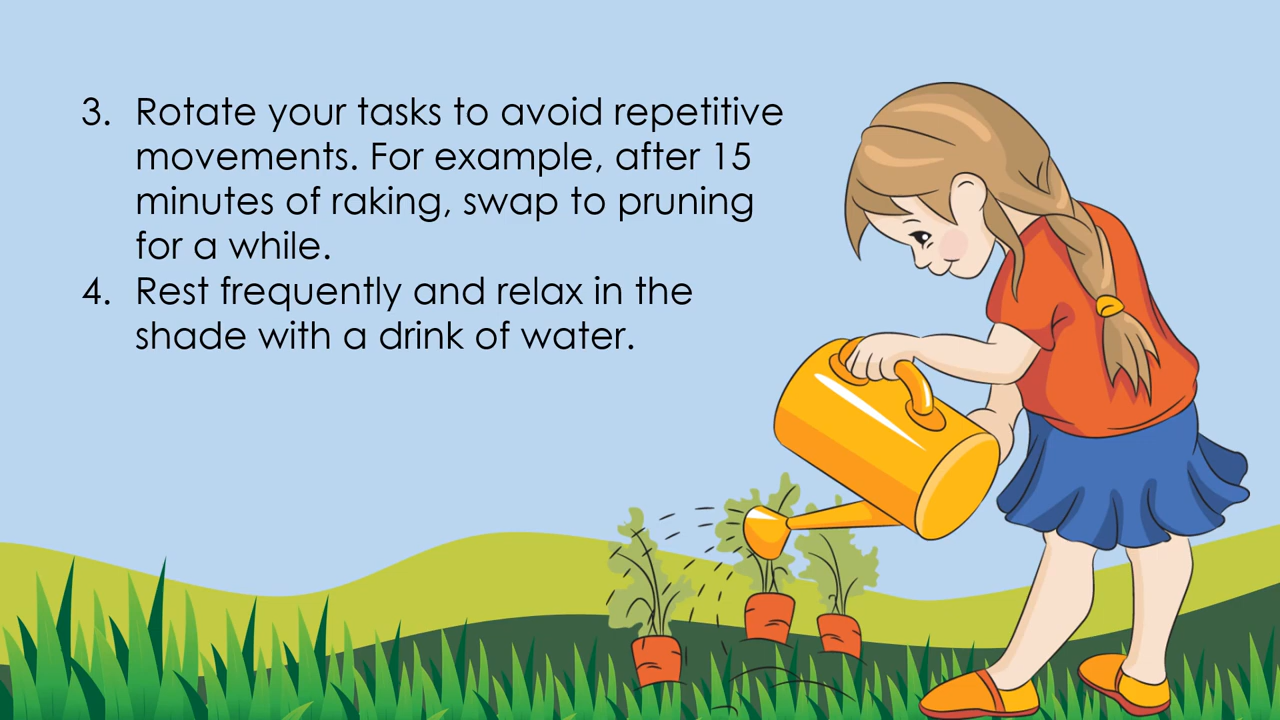 3. Rotate your tasks to avoid repetitive
movements. For example, after 15
minutes of raking, swap to pruning
for a while.
4. Rest frequently and relax in the
shade with a drink of water.